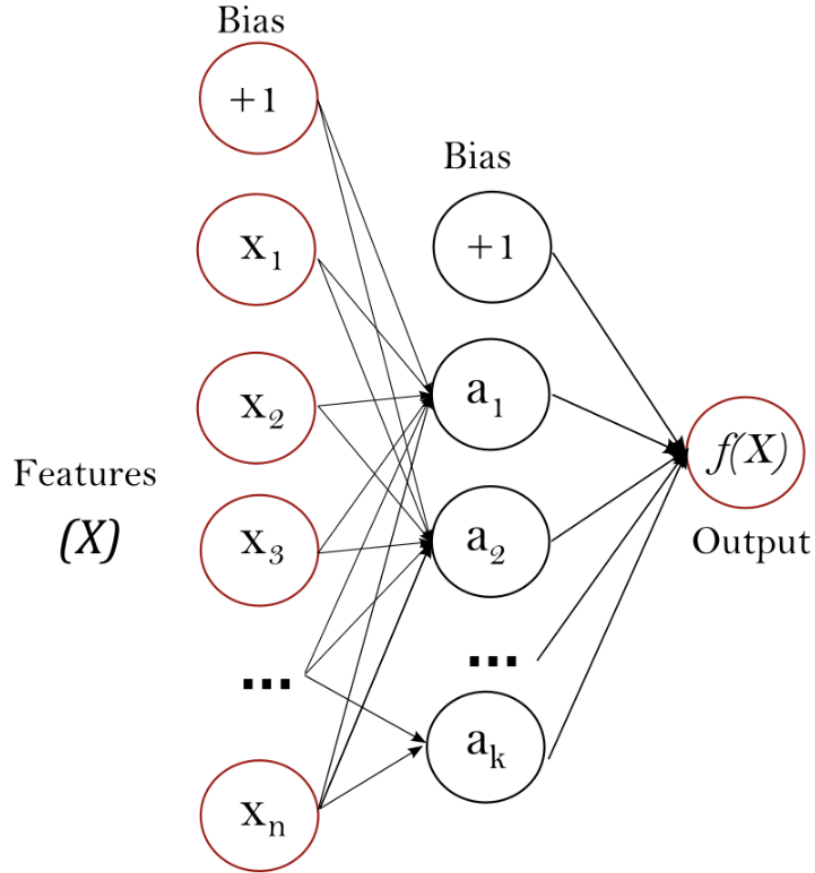 Bias
+1
x₁
x₂
x₃
...
xₙ
Features
(X)
Bias
+1
a₁
a₂
...
aₖ
f(X)
Output